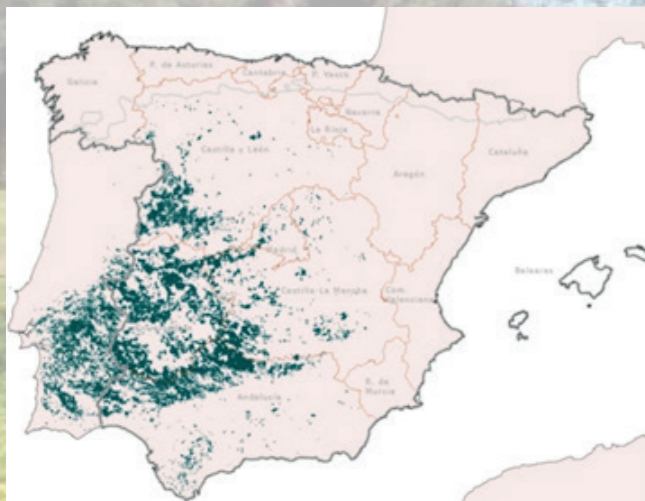 Galicia
P. de Asturias
Cantabria
P. Vasco
Navarra
La Rioja
Castilla y León
Aragón
Cataluña
Madrid
Castilla-La Mancha
Com.
Valenciana
Baleares
R. de
Murcia
Andalucía